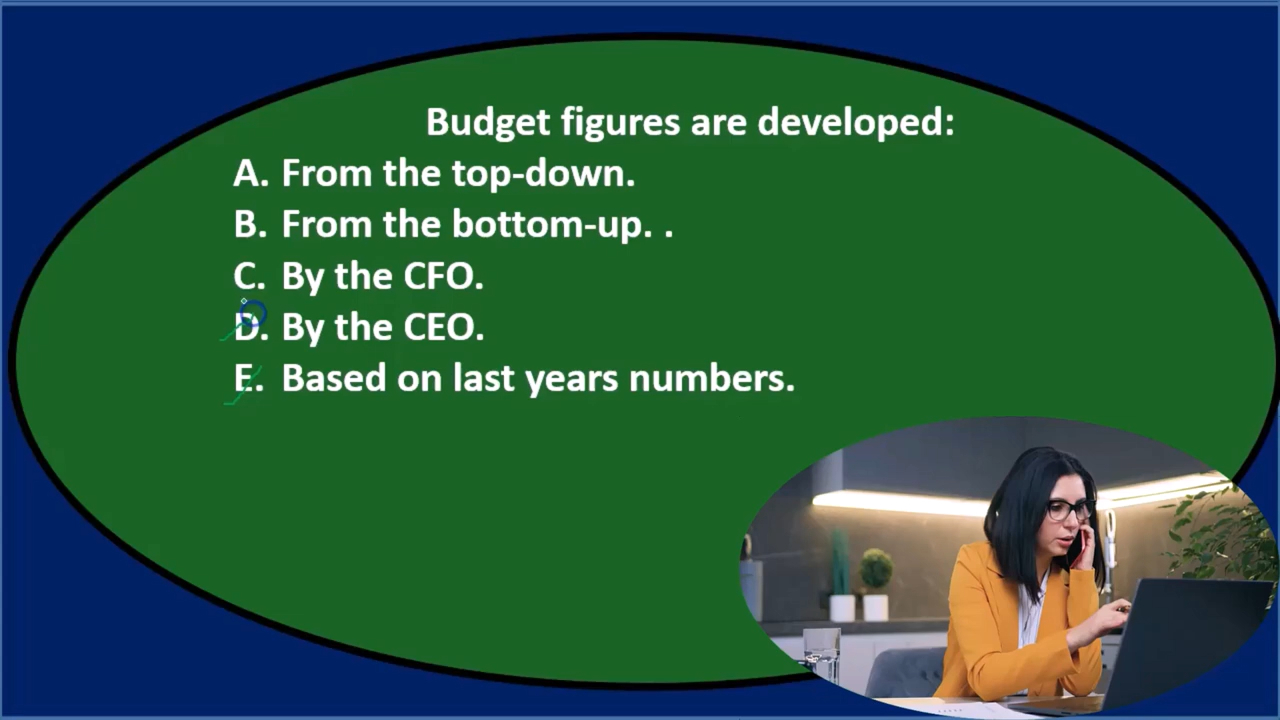 Budget figures are developed:
A. From the top-down.
B. From the bottom-up. .
C. By the CFO.
D. By the CEO.
E. Based on last years numbers.